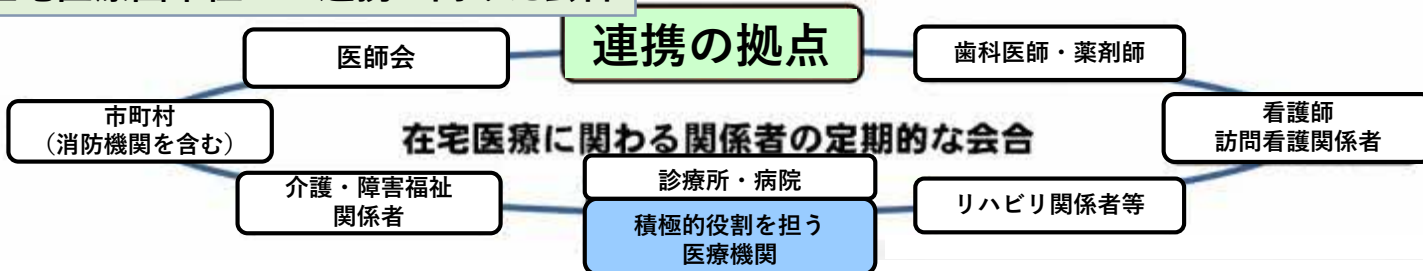 連携の拠点
医師会
歯科医師・薬剤師
市町村
（消防機関を含む）
看護師
訪問看護関係者
在宅医療に関わる関係者の定期的な会合
介護・障害福祉
関係者
診療所・病院
積極的役割を担う
医療機関
リハビリ関係者等